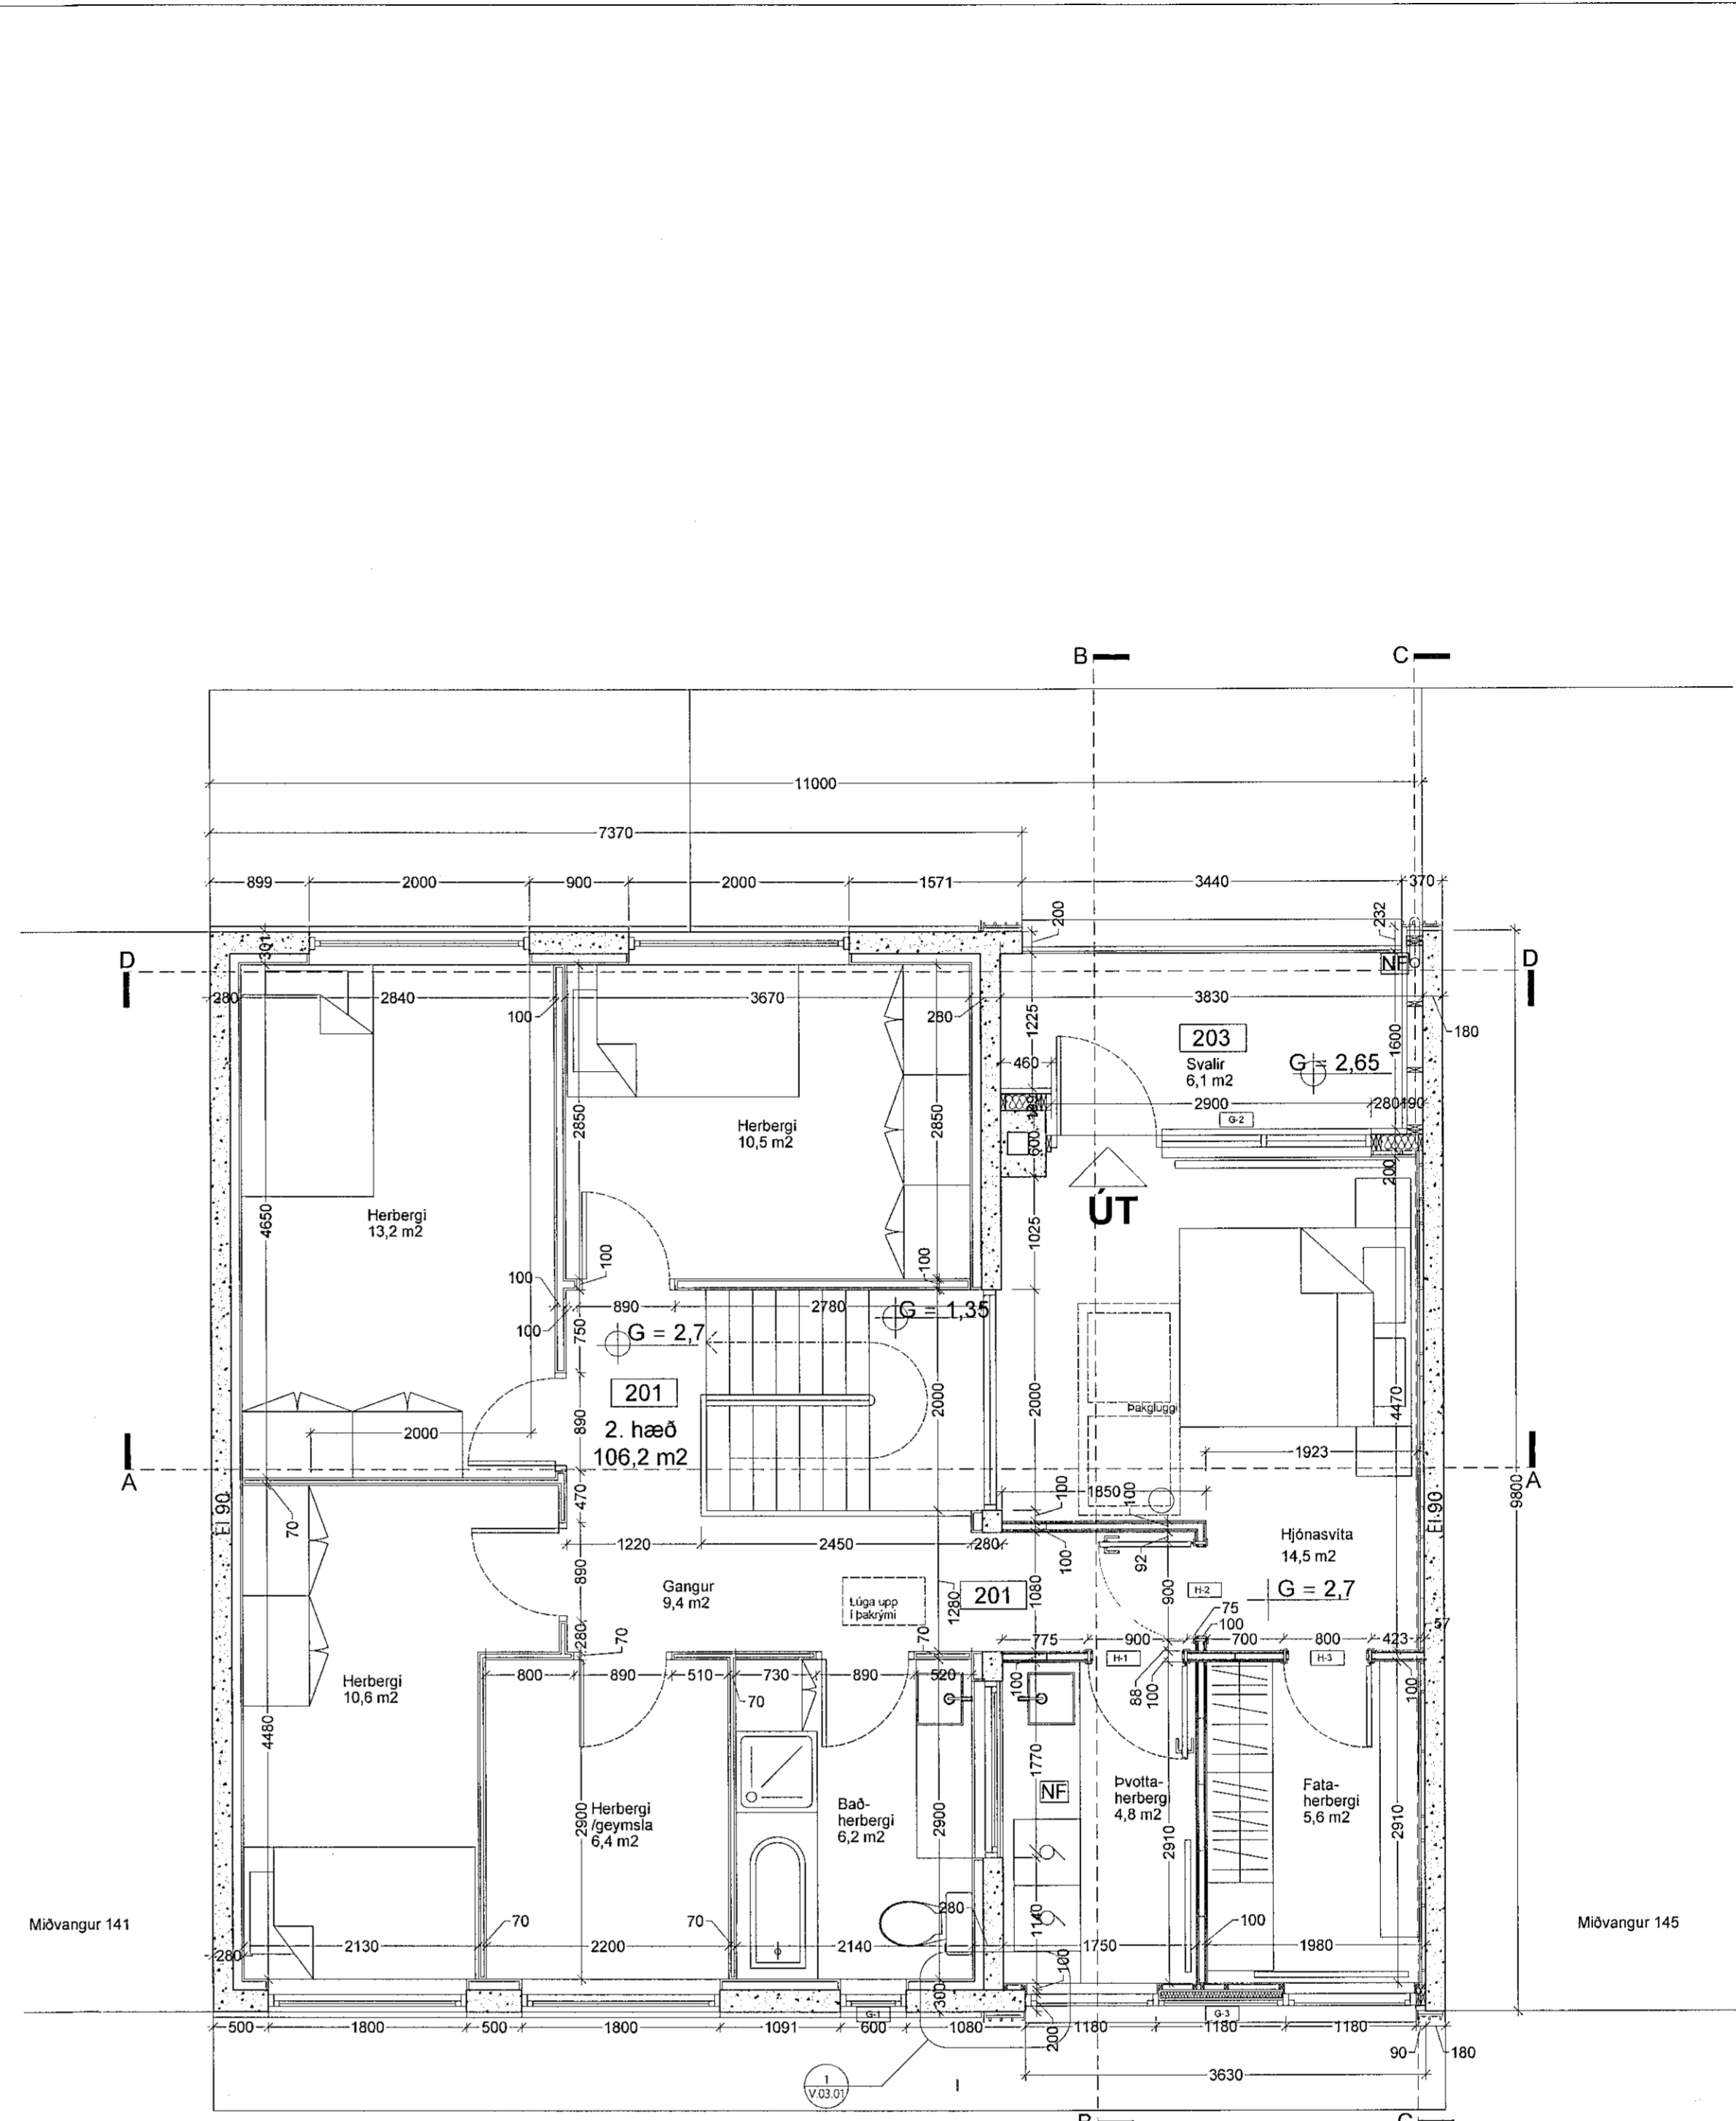 B
C
11000
7370
899
2000
900
2000
1571
3440
370
301
200
232
D
D
NF
280
2840
3670
3830
100
280
1225
180
1600
203
460
Svalir
6,1 m2
G = 2,65
2900
280
190
G-2
600
200
Herbergi
10,5 m2
2850
2850
ÚT
Herbergi
13,2 m2
4650
1025
100
100
100
890
2780
G = 1,35
100
750
G = 2,7
201
2. hæð
106,2 m2
2000
890
2000
2000
Þakgluggi
4470
1923
A
A
EI 90
70
470
1850
100
100
EI 90
9800
1220
2450
280
100
92
Hjónasvíta
14,5 m2
890
Gangur
9,4 m2
Lúga upp
í þakrými
1280
201
1080
900
H-2
G = 2,7
75
100
57
280
70
70
775
900
700
800
423
H-1
H-3
800
890
510
730
890
520
100
88
100
100
Herbergi
10,6 m2
70
4480
1770
NF
Þvotta-
herbergi
4,8 m2
Fata-
herbergi
5,6 m2
Herbergi
/geymsla
6,4 m2
2900
Bað-
herbergi
6,2 m2
2900
2910
2910
Miðvangur 141
70
70
280
1140
100
Miðvangur 145
280
2130
2200
2140
1750
1980
100
300
G-1
G-3
500
1800
500
1800
1091
600
1080
200
1180
1180
1180
90
180
3630
1
V.03.01
B
C